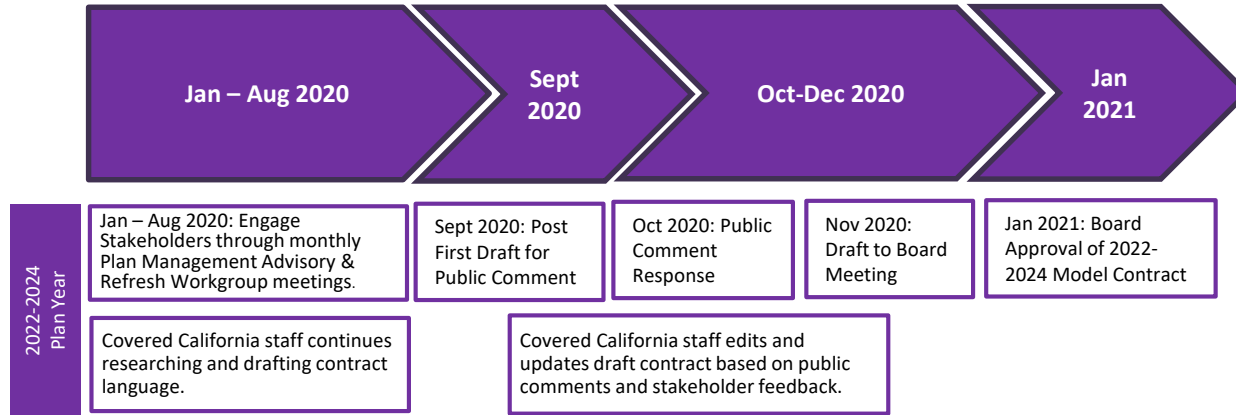 Jan – Aug 2020
Sept
2020
Oct-Dec 2020
Jan
2021
2022-2024
Plan Year
Jan – Aug 2020: Engage
Stakeholders through monthly
Plan Management Advisory &
Refresh Workgroup meetings.
Sept 2020: Post
First Draft for
Public Comment
Oct 2020: Public
Comment
Response
Nov 2020:
Draft to Board
Meeting
Jan 2021: Board
Approval of 2022-
2024 Model Contract
Covered California staff continues
researching and drafting contract
language.
Covered California staff edits and
updates draft contract based on public
comments and stakeholder feedback.